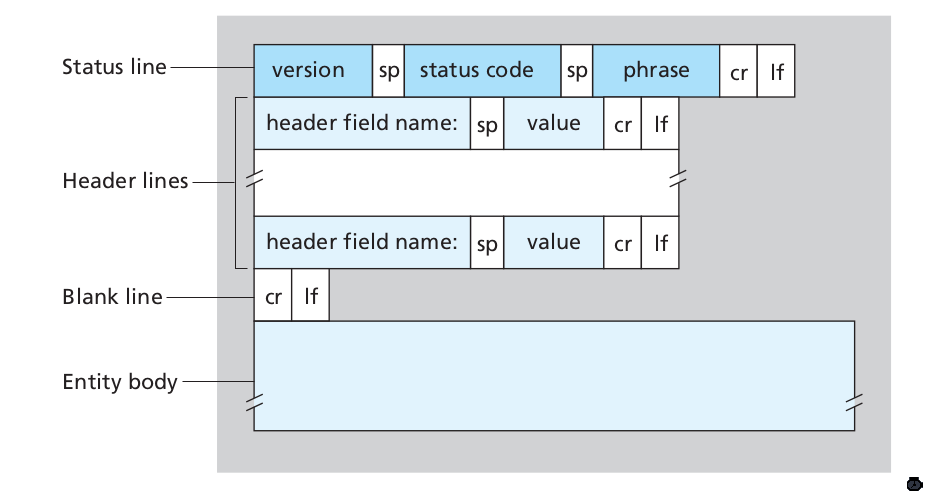 Status line version sp status code sp phrase cr lf
header field name: sp value cr lf
Header lines
header field name: sp value cr lf
Blank line cr lf
Entity body